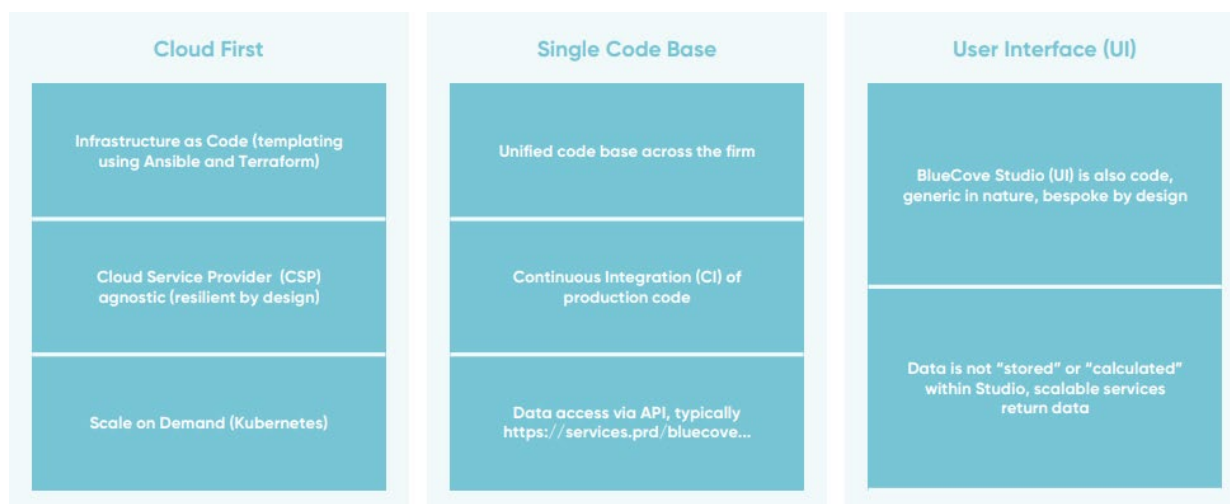 Cloud First
Infrastructure as Code (templating
using Ansible and Terraform)
Cloud Service Provider (CSP)
agnostic (resilient by design)
Scale on Demand (Kubernetes)
Single Code Base
Unified code base across the firm
Continuous Integration (CI) of
production code
Data access via API, typically
https://services.prd/bluecove...
User Interface (UI)
BlueCove Studio (UI) is also code,
generic in nature, bespoke by design
Data is not “stored” or “calculated”
within Studio, scalable services
return data